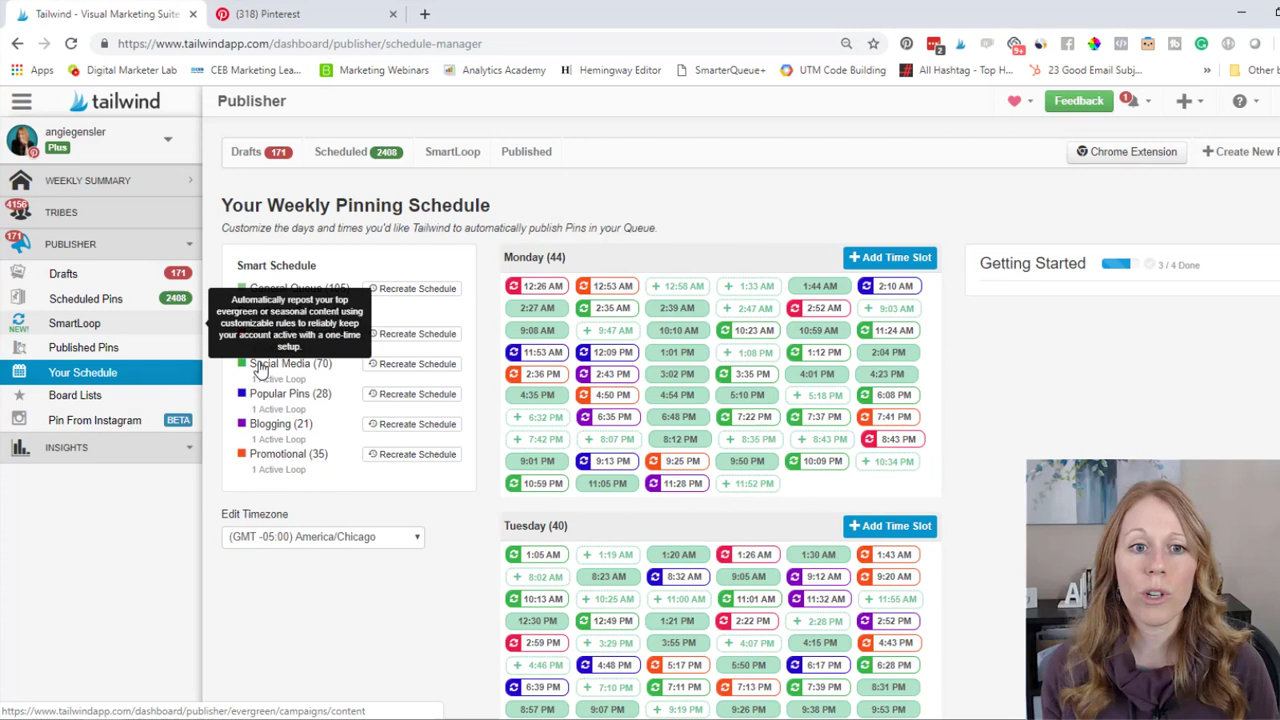 Tailwind - Visual Marketing Suite
(318) Pinterest
https://www.tailwindapp.com/dashboard/publisher/schedule-manager
2
9+
Apps
Digital Marketer Lab
CEB Marketing Lea...
Marketing Webinars
Analytics Academy
Hemingway Editor
SmarterQueue+
UTM Code Building
All Hashtag - Top H...
23 Good Email Subj...
»
Other b
tailwind
Publisher
Feedback
1
angiegensler
Plus
Drafts 171
Scheduled 2408
SmartLoop
Published
Chrome Extension
+ Create New
WEEKLY SUMMARY
4156
TRIBES
171
PUBLISHER
Drafts 171
Scheduled Pins 2408
NEW!
SmartLoop
Published Pins
Your Schedule
Board Lists
Pin From Instagram BETA
INSIGHTS
Your Weekly Pinning Schedule
Customize the days and times you'd like Tailwind to automatically publish Pins in your Queue.
Smart Schedule
Recreate Schedule
Automatically repost your top
evergreen or seasonal content using
customizable rules to reliably keep
your account active with a one-time
setup.
Recreate Schedule
Social Media (70) Recreate Schedule
1 Active Loop
Popular Pins (28) Recreate Schedule
1 Active Loop
Blogging (21) Recreate Schedule
1 Active Loop
Promotional (35) Recreate Schedule
1 Active Loop
Edit Timezone
(GMT -05:00) America/Chicago
Monday (44) + Add Time Slot
12:26 AM 12:53 AM + 12:58 AM + 1:33 AM 1:44 AM 2:10 AM
2:27 AM 2:35 AM 2:39 AM + 2:47 AM 2:52 AM + 9:03 AM
9:08 AM + 9:47 AM 10:10 AM 10:23 AM 10:59 AM 11:24 AM
11:53 AM 12:09 PM 1:01 PM + 1:08 PM 1:12 PM 2:04 PM
2:36 PM 2:43 PM 3:02 PM 3:35 PM 4:01 PM 4:23 PM
4:35 PM 4:50 PM 4:54 PM 5:10 PM + 5:18 PM 6:08 PM
+ 6:32 PM 6:35 PM 6:48 PM 7:22 PM 7:37 PM 7:41 PM
+ 7:42 PM + 8:07 PM 8:12 PM + 8:35 PM + 8:43 PM 8:43 PM
9:01 PM 9:13 PM 9:25 PM 9:50 PM 10:09 PM + 10:34 PM
10:59 PM 11:05 PM 11:28 PM + 11:52 PM
Tuesday (40) + Add Time Slot
1:05 AM + 1:19 AM 1:20 AM 1:26 AM 1:30 AM 1:43 AM
+ 8:02 AM 8:23 AM 8:32 AM 9:05 AM 9:12 AM 9:20 AM
10:13 AM + 10:25 AM + 11:00 AM 11:01 AM 11:32 AM + 11:55 AM
12:30 PM 12:49 PM 1:21 PM 2:22 PM + 2:28 PM 2:52 PM
2:59 PM + 3:29 PM 3:55 PM + 4:07 PM 4:15 PM 4:43 PM
+ 4:46 PM 4:48 PM 5:17 PM 5:50 PM 6:17 PM 6:28 PM
6:39 PM + 7:10 PM 7:11 PM 7:13 PM 7:39 PM 8:31 PM
8:57 PM 9:07 PM + 9:19 PM 9:26 PM 9:38 PM 9:53 PM
Getting Started 3 / 4 Done
https://www.tailwindapp.com/dashboard/publisher/evergreen/campaigns/content